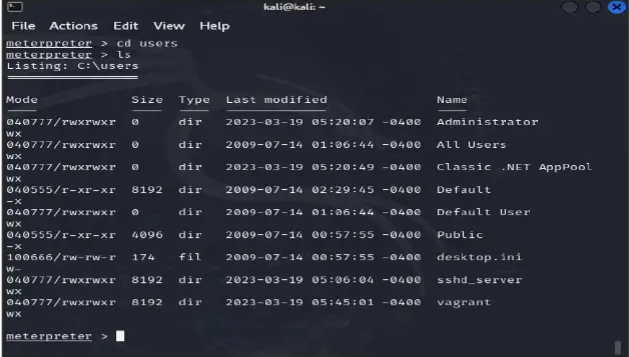 kali@kali: ~
File Actions Edit View Help
meterpreter > cd users
meterpreter > ls
Listing: C:\users
=================
Mode Size Type Last modified Name
040777/rwxrwxr 0 dir 2023-03-19 05:20:07 -0400 Administrator
wx
040777/rwxrwxr 0 dir 2009-07-14 01:06:44 -0400 All Users
wx
040777/rwxrwxr 0 dir 2023-03-19 05:20:49 -0400 Classic .NET AppPool
wx
040555/r-xr-xr 8192 dir 2009-07-14 02:29:45 -0400 Default
-x
040777/rwxrwxr 0 dir 2009-07-14 01:06:44 -0400 Default User
wx
040555/r-xr-xr 4096 dir 2009-07-14 00:57:55 -0400 Public
-x
100666/rw-rw-r 174 fil 2009-07-14 00:57:55 -0400 desktop.ini
w-
040777/rwxrwxr 8192 dir 2023-03-19 05:06:04 -0400 sshd_server
wx
040777/rwxrwxr 8192 dir 2023-03-19 05:45:01 -0400 vagrant
wx
meterpreter >